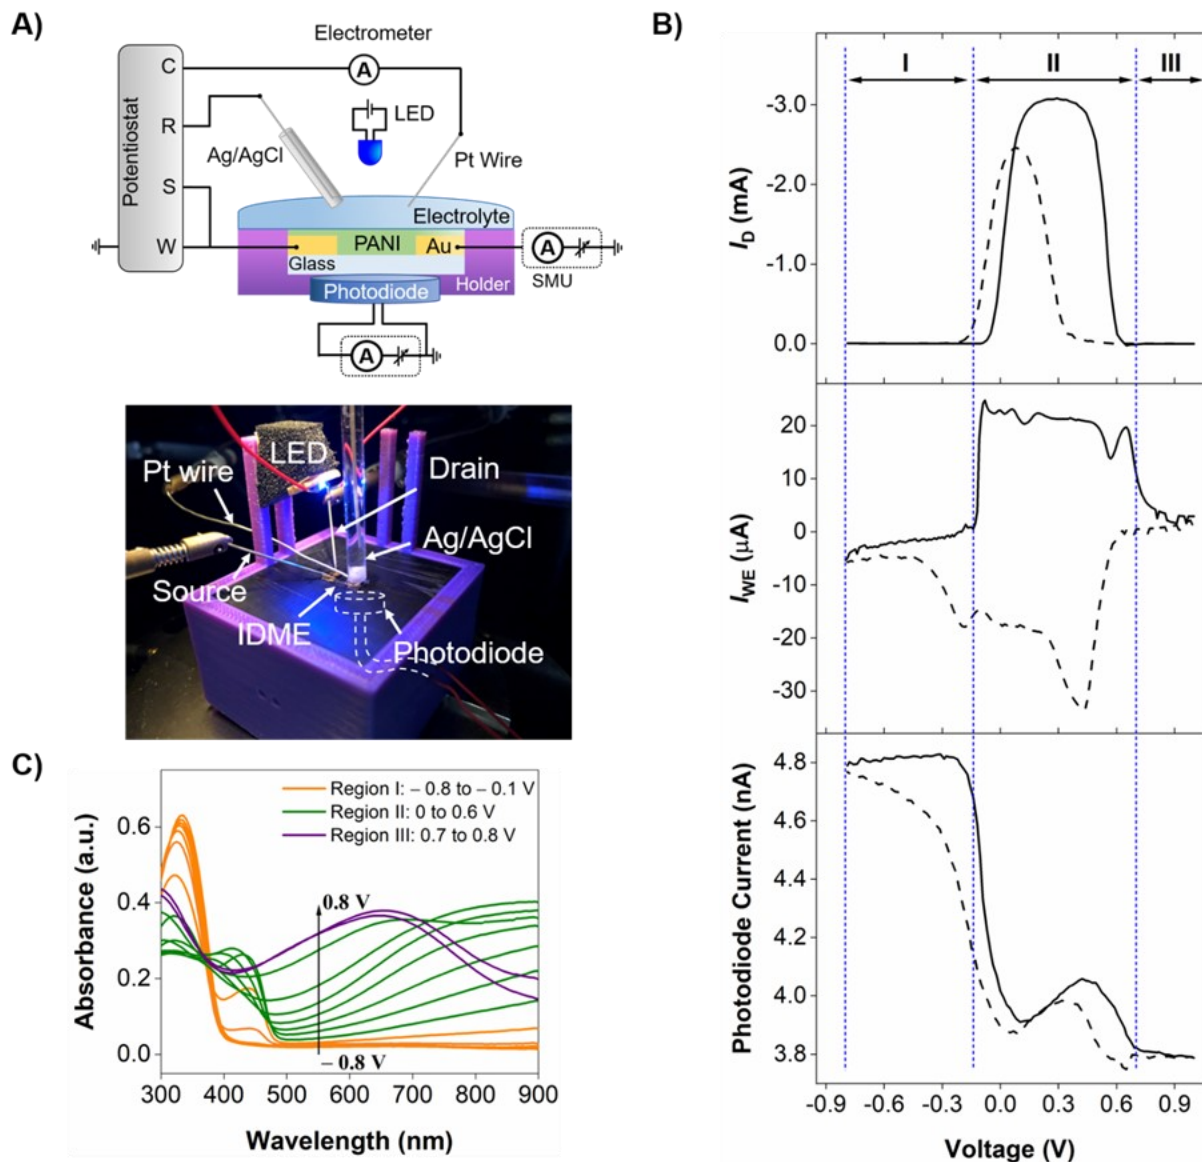 A)
Electrometer
C
A
LED
R
Potentiostat
Ag/AgCl
Pt Wire
S
Electrolyte
W
PANI
Au
A
Glass
SMU
Photodiode
Holder
A
LED
Drain
Pt wire
Ag/AgCl
Source
IDME
Photodiode
B)
I
II
III
-3.0
-2.0
-1.0
0.0
I_D (mA)
20
10
0
-10
-20
-30
I_WE (μA)
4.8
4.6
4.4
4.2
4.0
3.8
Photodiode Current (nA)
-0.9 -0.6 -0.3 0.0 0.3 0.6 0.9
Voltage (V)
C)
Region I: – 0.8 to – 0.1 V
Region II: 0 to 0.6 V
Region III: 0.7 to 0.8 V
0.8 V
– 0.8 V
0.6
0.4
0.2
0.0
Absorbance (a.u.)
300 400 500 600 700 800 900
Wavelength (nm)